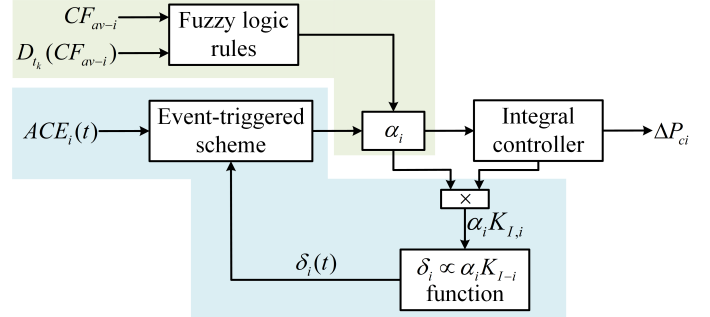 CF_{av-i}
Fuzzy logic
rules
D_{t_k}(CF_{av-i})
ACE_i(t)
Event-triggered
scheme
α_i
Integral
controller
ΔP_{ci}
×
α_i K_{I,i}
δ_i(t)
δ_i ∝ α_i K_{I-i}
function